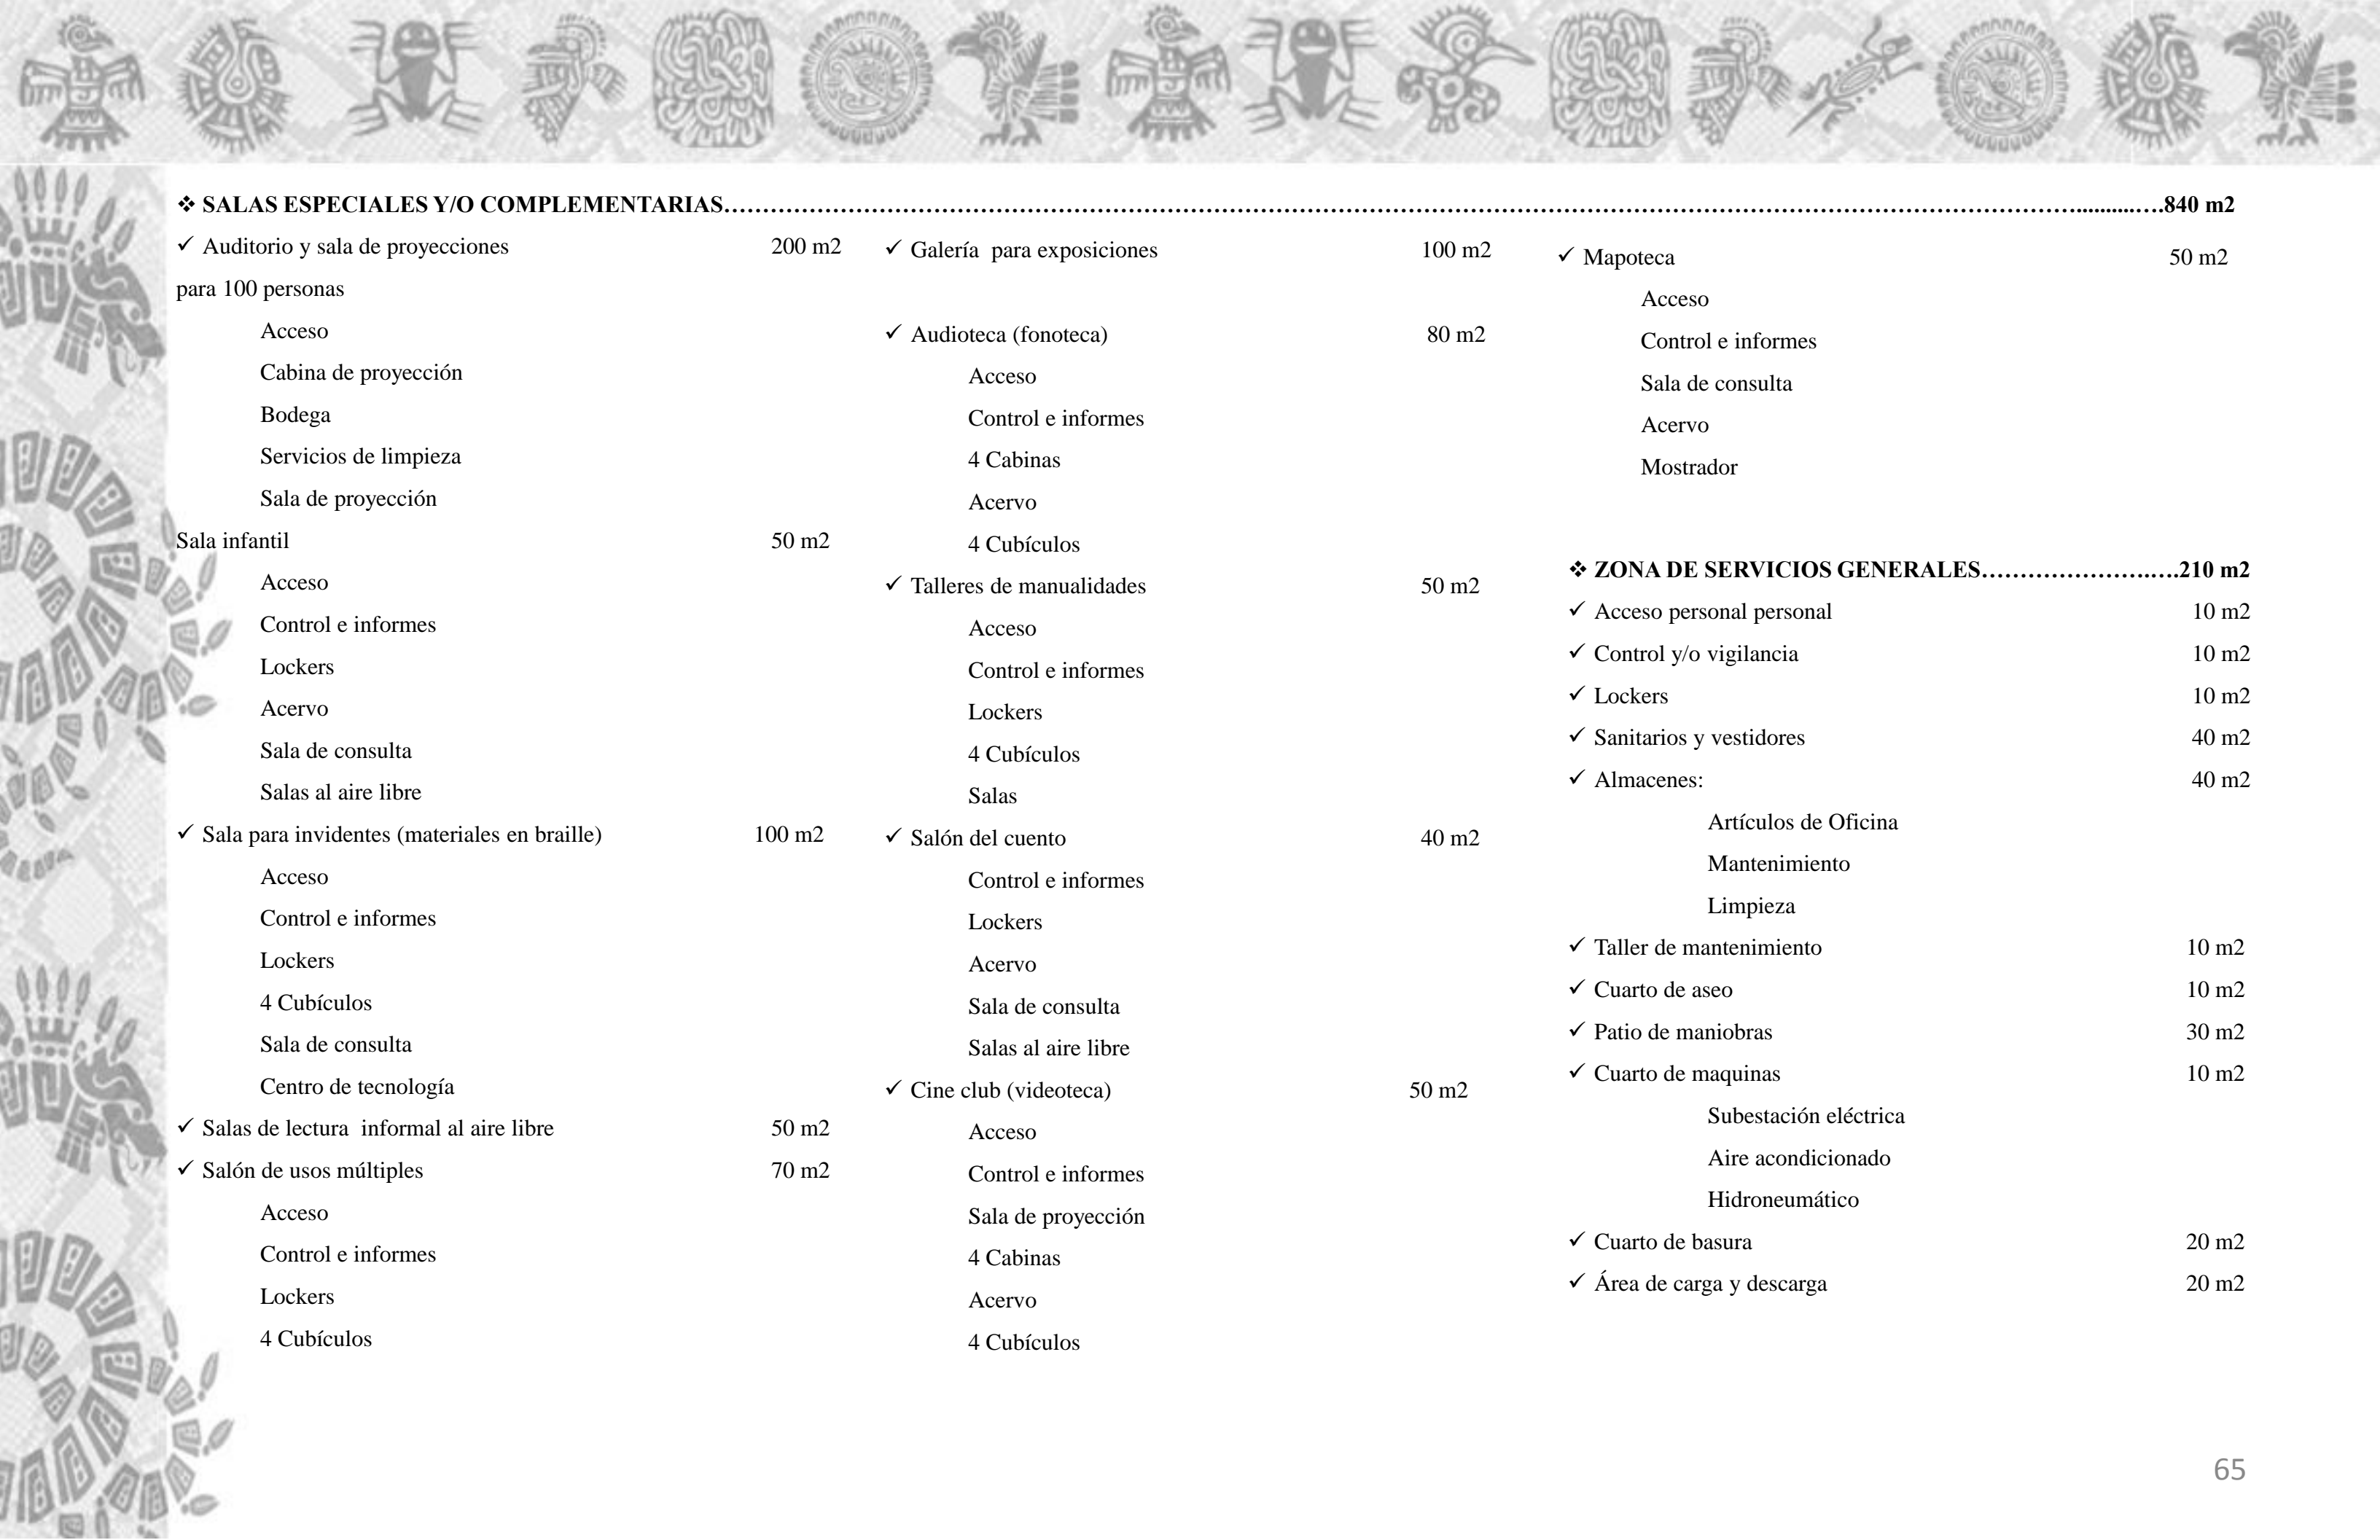 ❖ SALAS ESPECIALES Y/O COMPLEMENTARIAS……………………………………………………………………………………………………………………………………………..........….840 m2
✓ Auditorio y sala de proyecciones 200 m2
para 100 personas
Acceso
Cabina de proyección
Bodega
Servicios de limpieza
Sala de proyección
Sala infantil 50 m2
Acceso
Control e informes
Lockers
Acervo
Sala de consulta
Salas al aire libre
✓ Sala para invidentes (materiales en braille) 100 m2
Acceso
Control e informes
Lockers
4 Cubículos
Sala de consulta
Centro de tecnología
✓ Salas de lectura informal al aire libre 50 m2
✓ Salón de usos múltiples 70 m2
Acceso
Control e informes
Lockers
4 Cubículos
✓ Galería para exposiciones 100 m2
✓ Audioteca (fonoteca) 80 m2
Acceso
Control e informes
4 Cabinas
Acervo
4 Cubículos
✓ Talleres de manualidades 50 m2
Acceso
Control e informes
Lockers
4 Cubículos
Salas
✓ Salón del cuento 40 m2
Control e informes
Lockers
Acervo
Sala de consulta
Salas al aire libre
✓ Cine club (videoteca) 50 m2
Acceso
Control e informes
Sala de proyección
4 Cabinas
Acervo
4 Cubículos
✓ Mapoteca 50 m2
Acceso
Control e informes
Sala de consulta
Acervo
Mostrador
❖ ZONA DE SERVICIOS GENERALES………………….….210 m2
✓ Acceso personal personal 10 m2
✓ Control y/o vigilancia 10 m2
✓ Lockers 10 m2
✓ Sanitarios y vestidores 40 m2
✓ Almacenes: 40 m2
Artículos de Oficina
Mantenimiento
Limpieza
✓ Taller de mantenimiento 10 m2
✓ Cuarto de aseo 10 m2
✓ Patio de maniobras 30 m2
✓ Cuarto de maquinas 10 m2
Subestación eléctrica
Aire acondicionado
Hidroneumático
✓ Cuarto de basura 20 m2
✓ Área de carga y descarga 20 m2
65